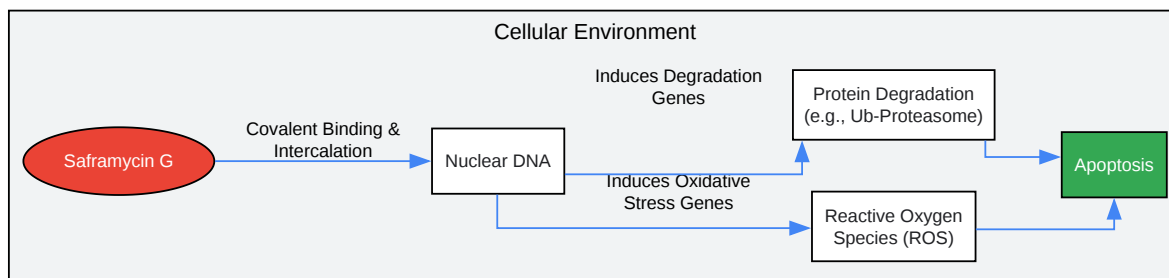 Cellular Environment
Induces Degradation
Genes
Protein Degradation
(e.g., Ub-Proteasome)
Covalent Binding &
Intercalation
Saframycin G
Nuclear DNA
Apoptosis
Induces Oxidative
Stress Genes
Reactive Oxygen
Species (ROS)